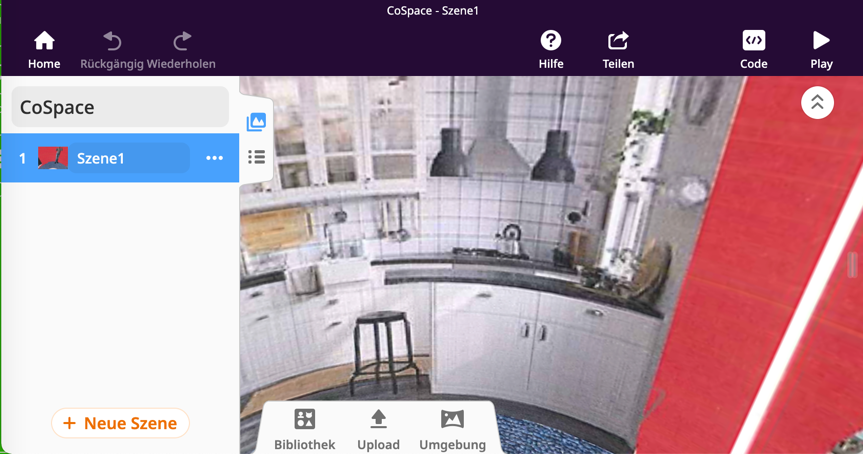 CoSpace - Szene1
Home
Rückgängig
Wiederholen
Hilfe
Teilen
Code
Play
CoSpace
1 Szene1
+ Neue Szene
Bibliothek
Upload
Umgebung